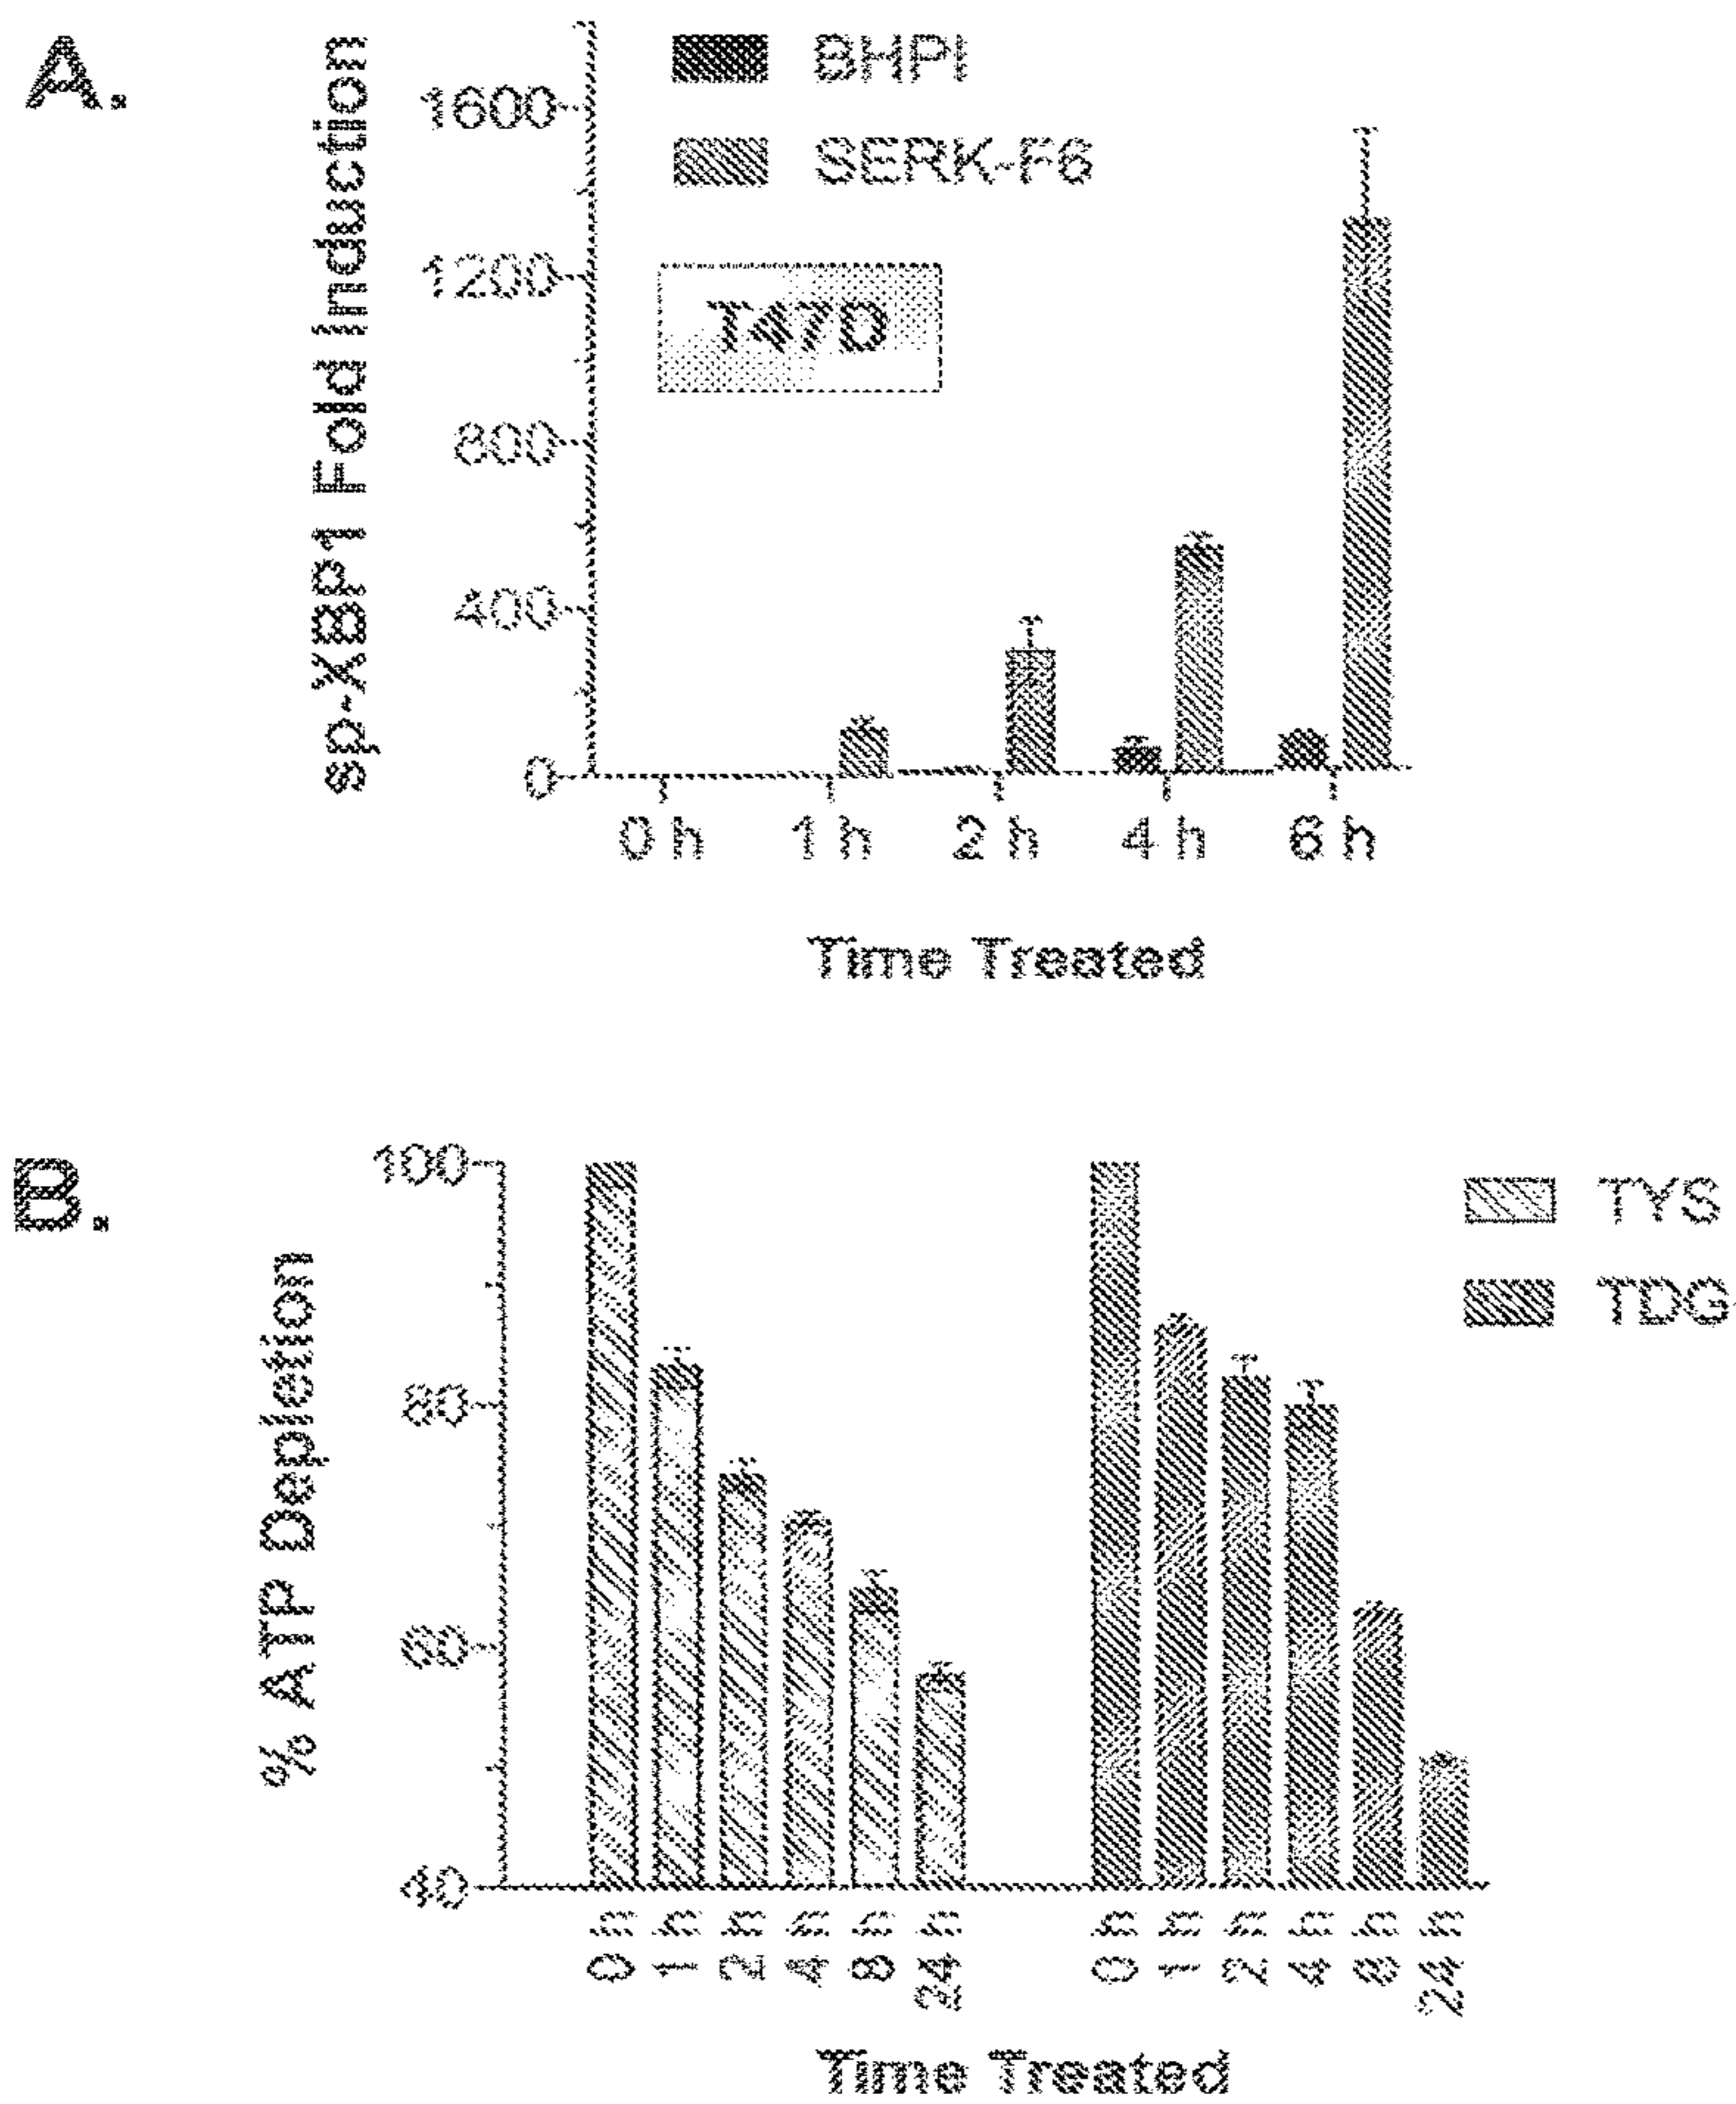 A.
sp-XBP1 Fold Induction
1600
1200
800
400
0
BHPI
SERK-F6
T47D
0 h 1 h 2 h 4 h 6 h
Time Treated
B.
% ATP Depletion
100
80
60
40
TYS
TDG
0 h 1 h 2 h 4 h 8 h 24 h 0 h 1 h 2 h 4 h 8 h 24 h
Time Treated